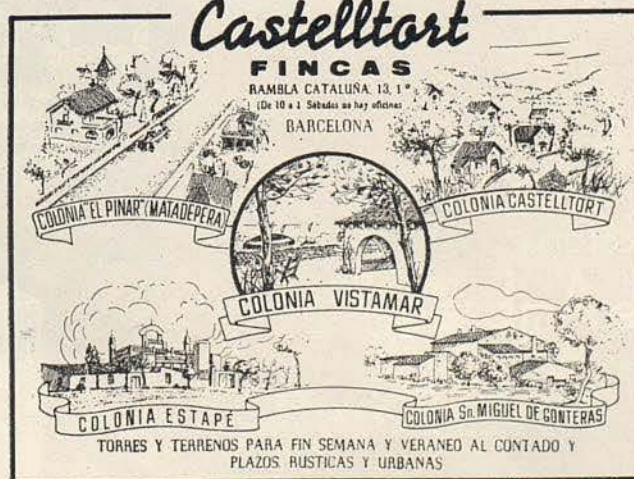 Castelltort
FINCAS
RAMBLA CATALUÑA, 13, 1º
(De 10 a 1 Sábados no hay oficina)
BARCELONA
COLONIA "EL PINAR" (MATADEPERA)
COLONIA CASTELLTORT
COLONIA VISTAMAR
COLONIA ESTAPÉ
COLONIA Sn. MIGUEL DE GONTERAS
TORRES Y TERRENOS PARA FIN SEMANA Y VERANEO AL CONTADO Y
PLAZOS. RUSTICAS Y URBANAS